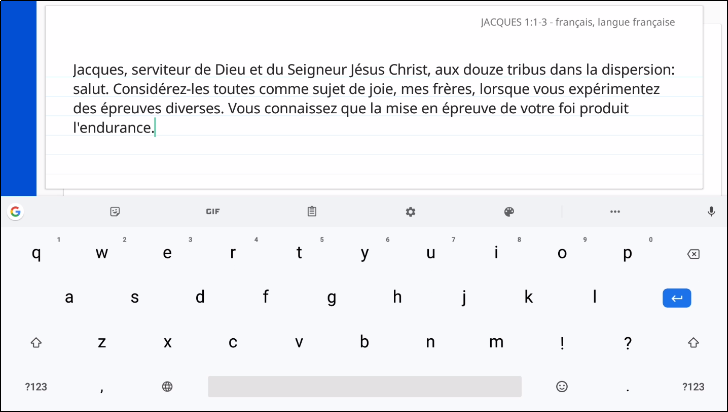 JACQUES 1:1-3 - français, langue française
Jacques, serviteur de Dieu et du Seigneur Jésus Christ, aux douze tribus dans la dispersion:
salut. Considérez-les toutes comme sujet de joie, mes frères, lorsque vous expérimentez
des épreuves diverses. Vous connaissez que la mise en épreuve de votre foi produit
l'endurance.
G GIF ...
1 2 3 4 5 6 7 8 9 0
q w e r t y u i o p
a s d f g h j k l
z x c v b n m ! ?
?123 , . ?123